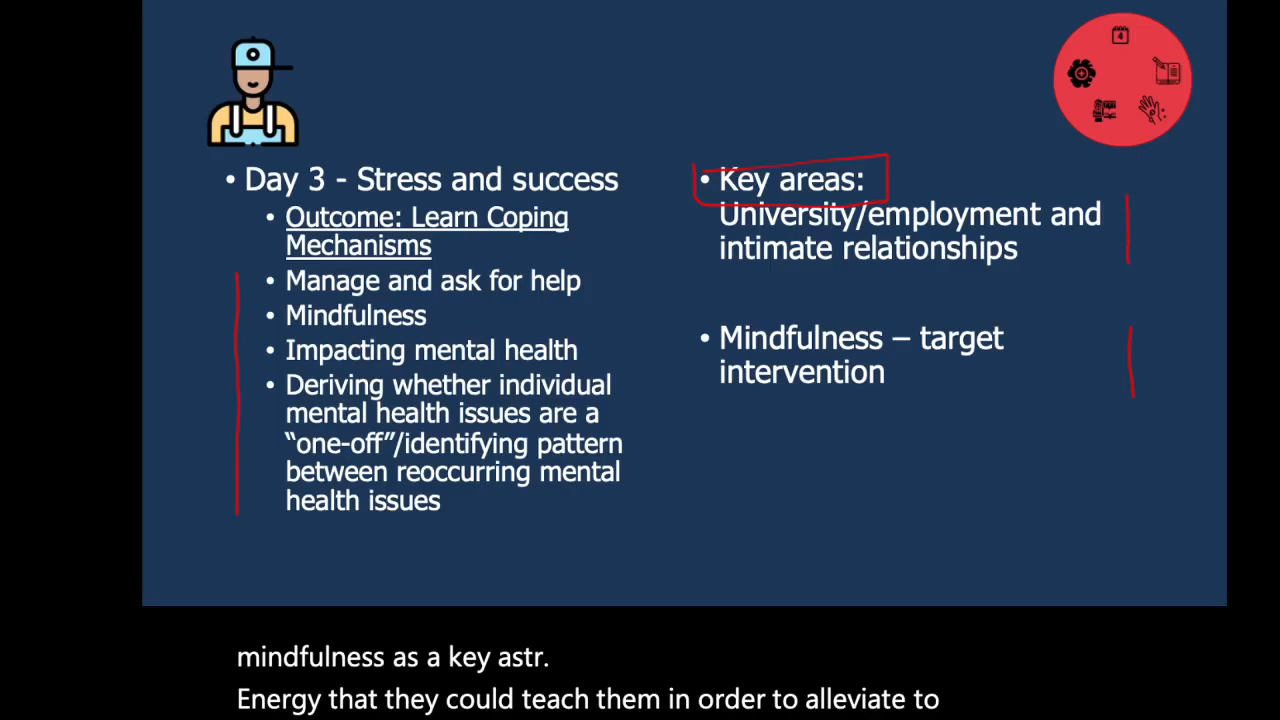 • Day 3 - Stress and success
• Outcome: Learn Coping
Mechanisms
• Manage and ask for help
• Mindfulness
• Impacting mental health
• Deriving whether individual
mental health issues are a
“one-off”/identifying pattern
between reoccurring mental
health issues
• Key areas:
University/employment and
intimate relationships
• Mindfulness – target
intervention
4
mindfulness as a key astr.
Energy that they could teach them in order to alleviate to